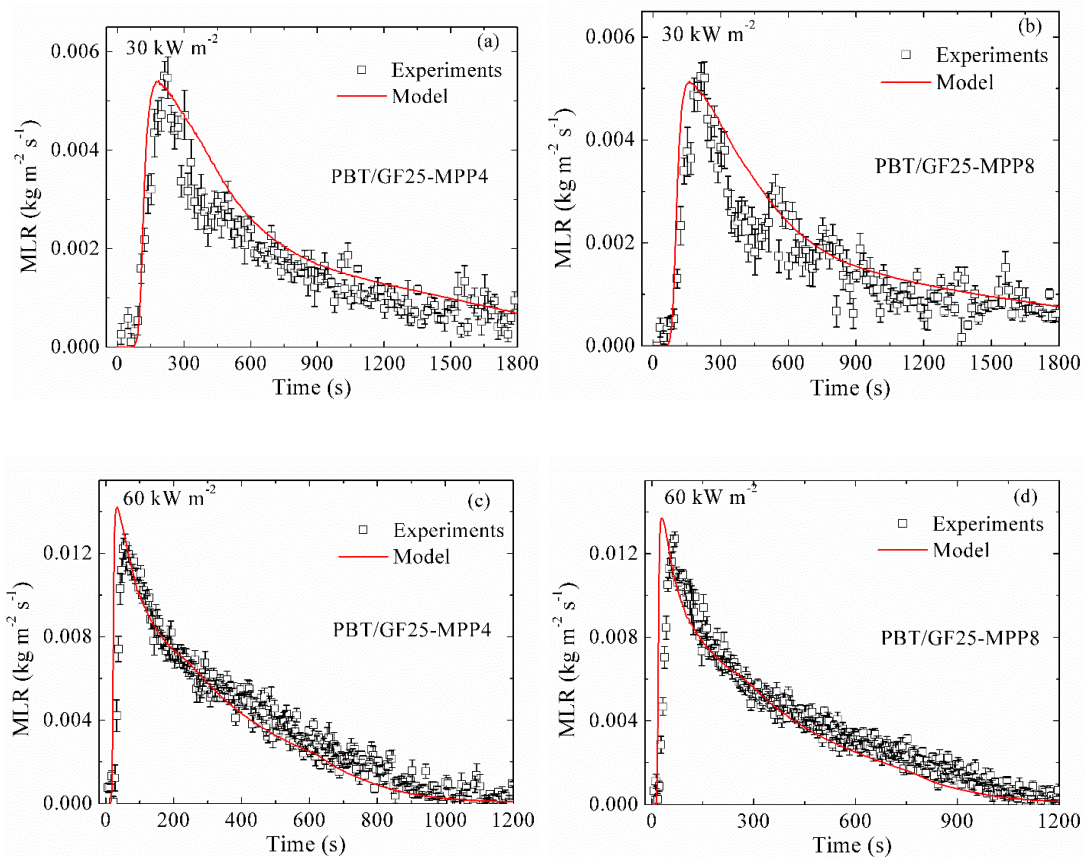 30 kW m⁻²
(a)
Experiments
Model
PBT/GF25-MPP4
MLR (kg m⁻² s⁻¹)
0.006
0.004
0.002
0.000
0 300 600 900 1200 1500 1800
Time (s)
30 kW m⁻²
(b)
Experiments
Model
PBT/GF25-MPP8
MLR (kg m⁻² s⁻¹)
0.006
0.004
0.002
0.000
0 300 600 900 1200 1500 1800
Time (s)
60 kW m⁻²
(c)
Experiments
Model
PBT/GF25-MPP4
MLR (kg m⁻² s⁻¹)
0.012
0.008
0.004
0.000
0 200 400 600 800 1000 1200
Time (s)
60 kW m⁻²
(d)
Experiments
Model
PBT/GF25-MPP8
MLR (kg m⁻² s⁻¹)
0.012
0.008
0.004
0.000
0 300 600 900 1200
Time (s)